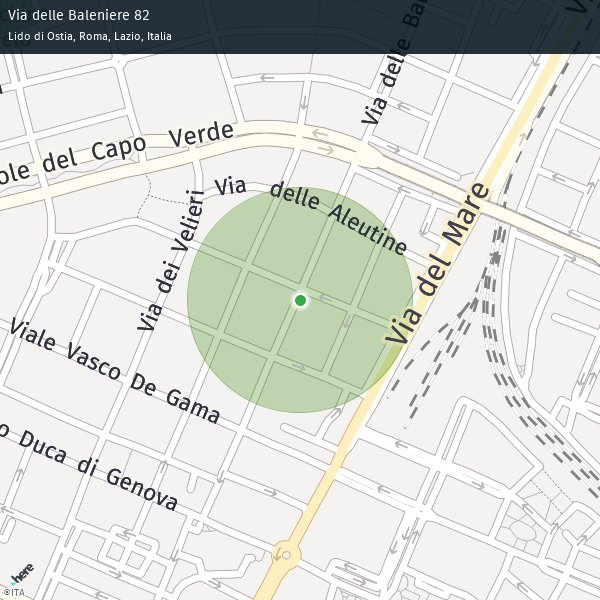 Via delle Baleniere 82
Lido di Ostia, Roma, Lazio, Italia
Via delle
ole del Capo Verde
Via delle Aleutine
Via dei Velieri
Via del Mare
Viale Vasco De Gama
o Duca di Genova
here
©ITA